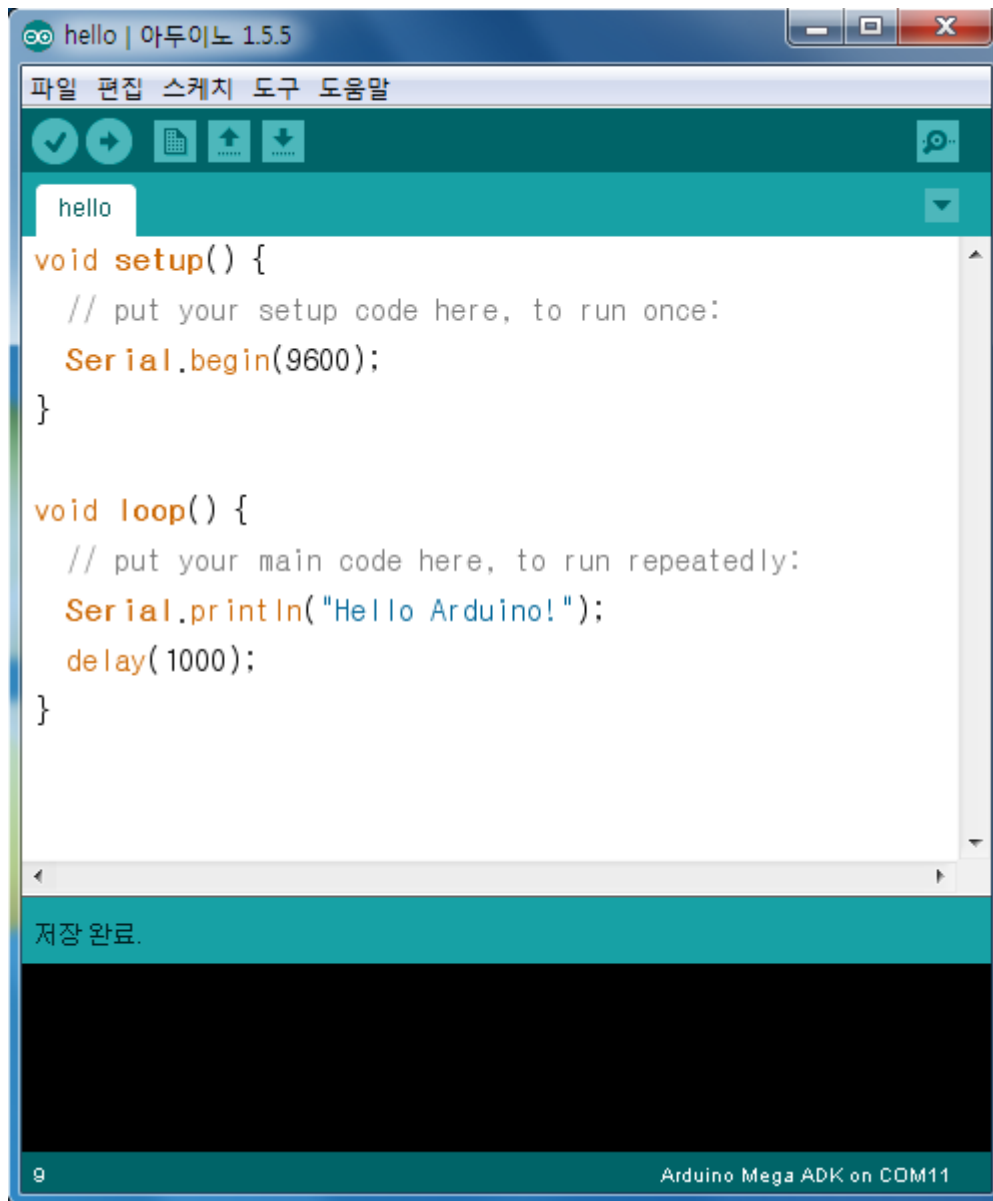 hello | 아두이노 1.5.5
파일 편집 스케치 도구 도움말
hello
void setup() {
  // put your setup code here, to run once:
  Serial.begin(9600);
}
void loop() {
  // put your main code here, to run repeatedly:
  Serial.println("Hello Arduino!");
  delay(1000);
}
저장 완료.
9 Arduino Mega ADK on COM11